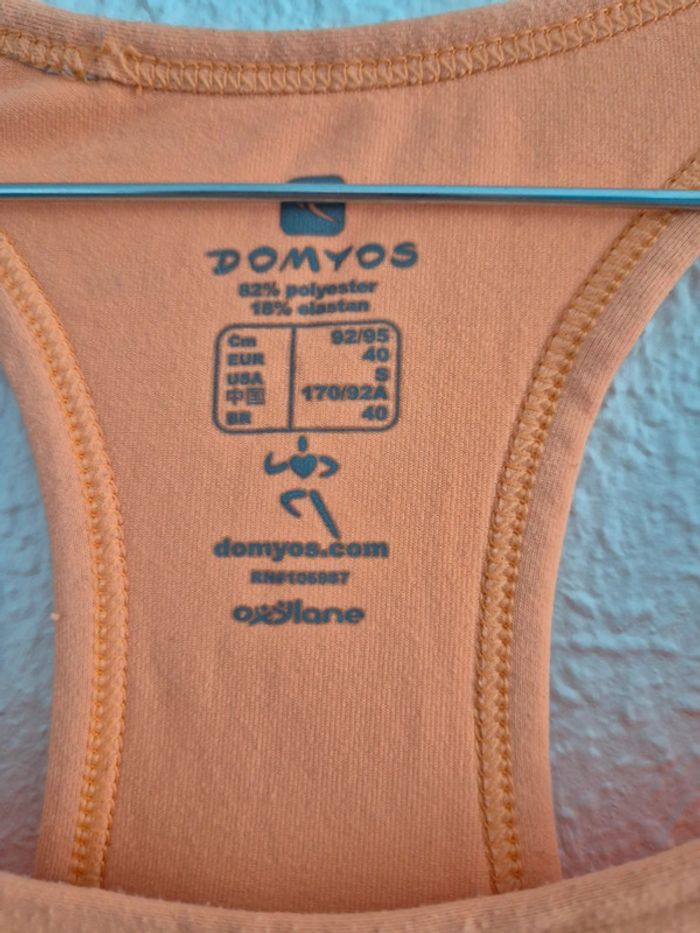 DOMYOS
82% polyester
18% elastan
Cm 92/95
EUR 40
USA S
中国 170/92A
BR 40
domyos.com
RN#106987
oxylane